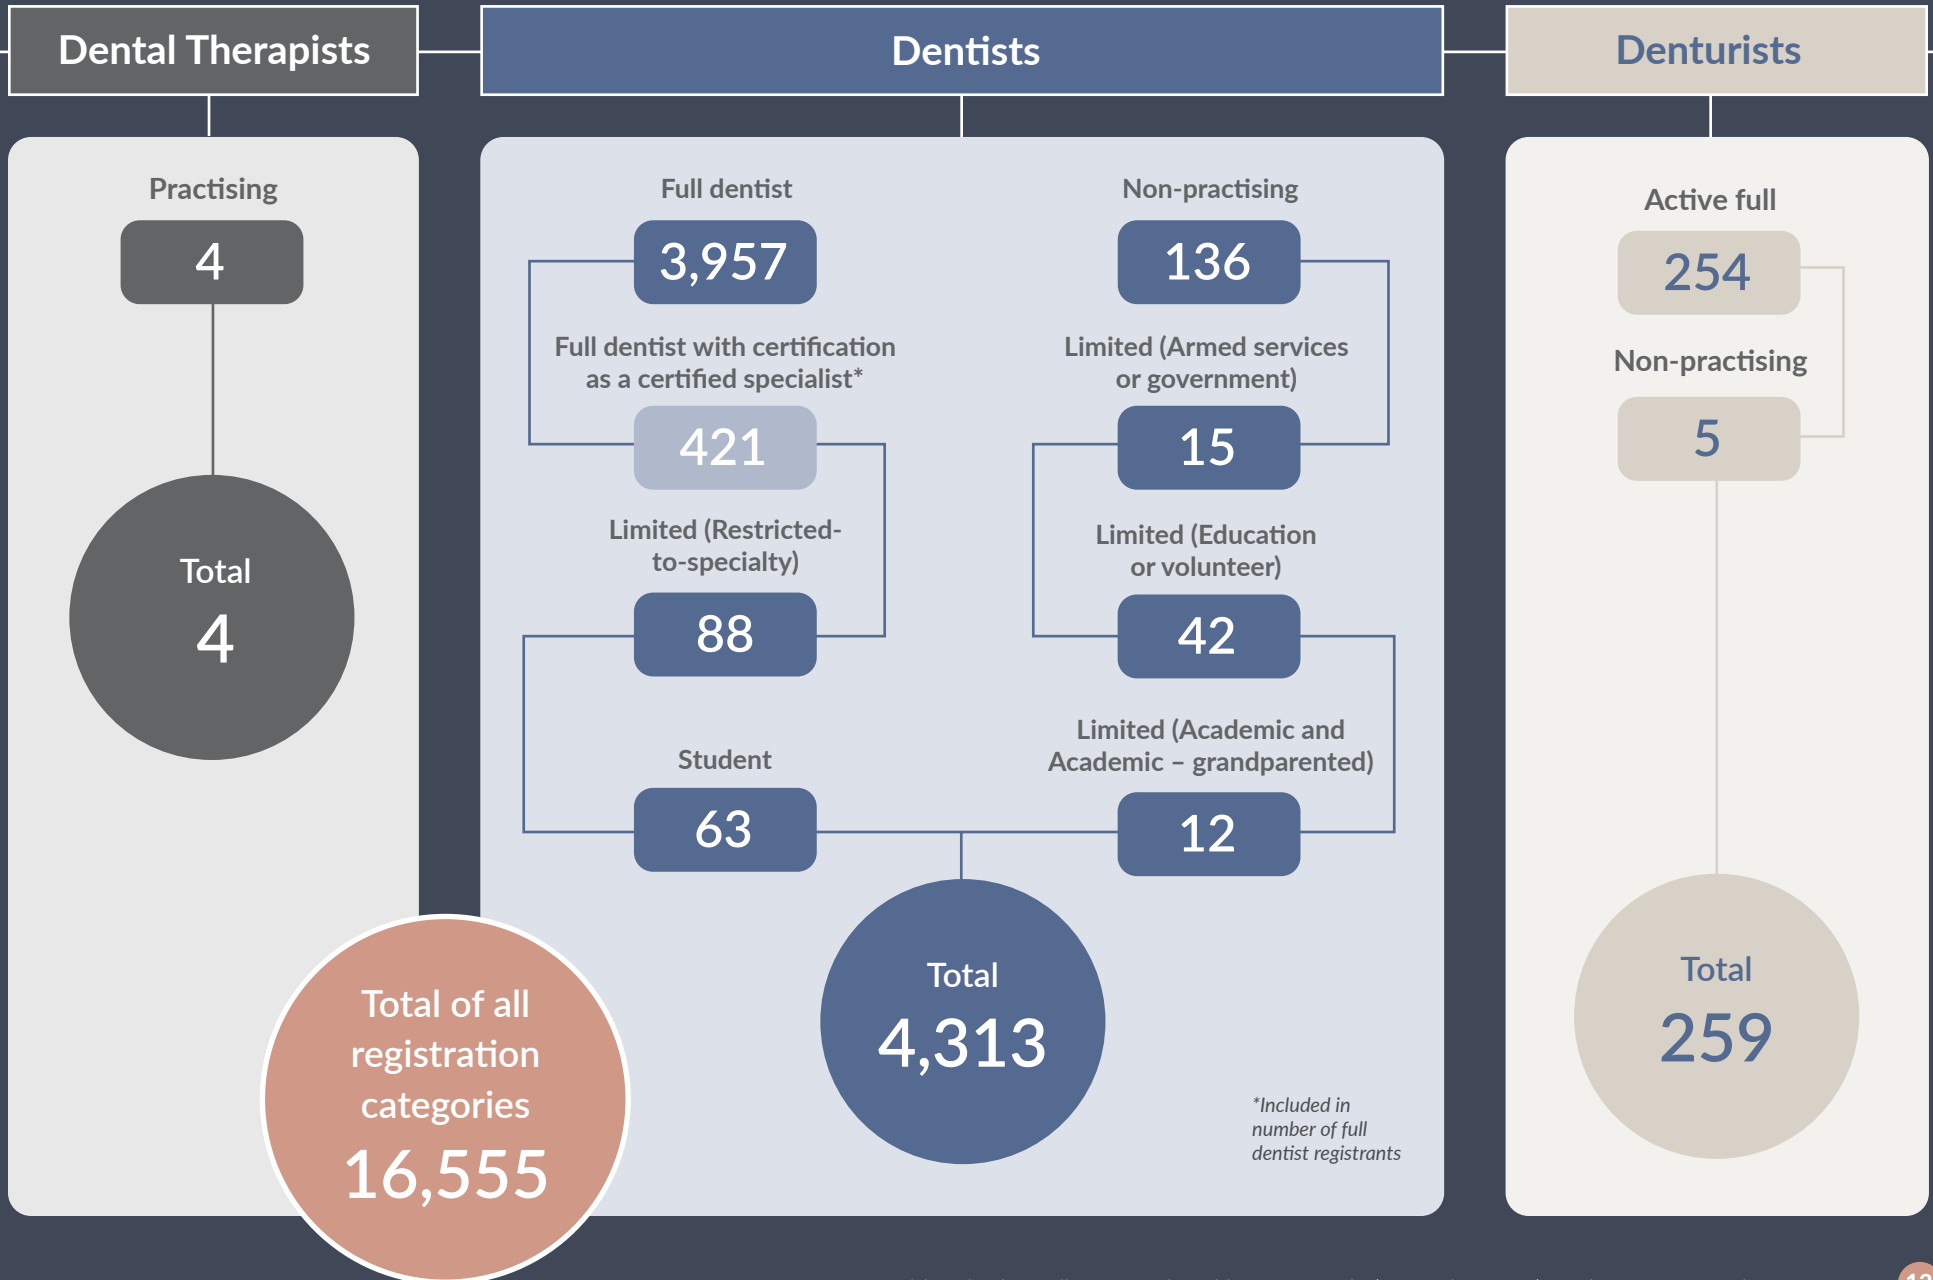 Dental Therapists
Practising
4
Total
4
Dentists
Full dentist
3,957
Full dentist with certification
as a certified specialist*
421
Limited (Restricted-
to-specialty)
88
Student
63
Non-practising
136
Limited (Armed services
or government)
15
Limited (Education
or volunteer)
42
Limited (Academic and
Academic – grandparented)
12
Total
4,313
*Included in
number of full
dentist registrants
Denturists
Active full
254
Non-practising
5
Total
259
Total of all
registration
categories
16,555